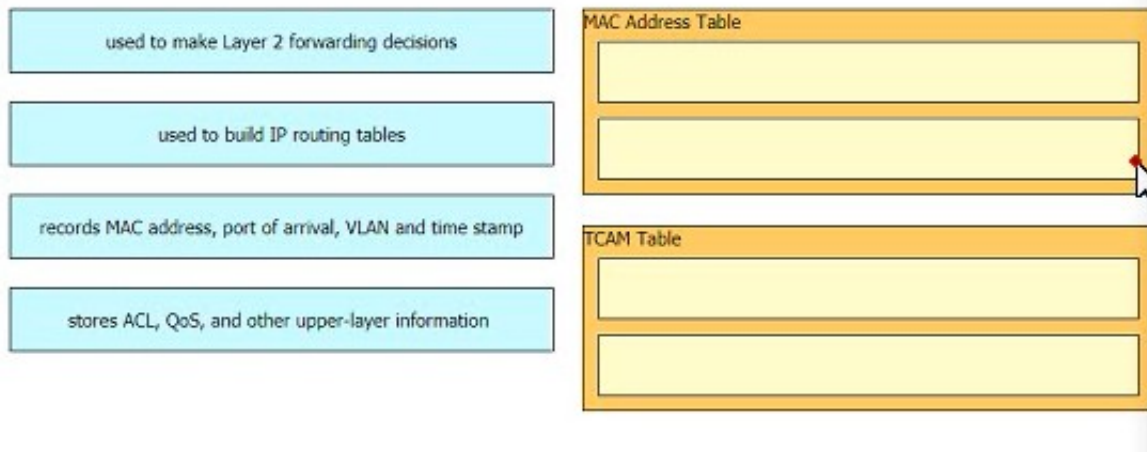 used to make Layer 2 forwarding decisions
used to build IP routing tables
records MAC address, port of arrival, VLAN and time stamp
stores ACL, QoS, and other upper-layer information
MAC Address Table
TCAM Table